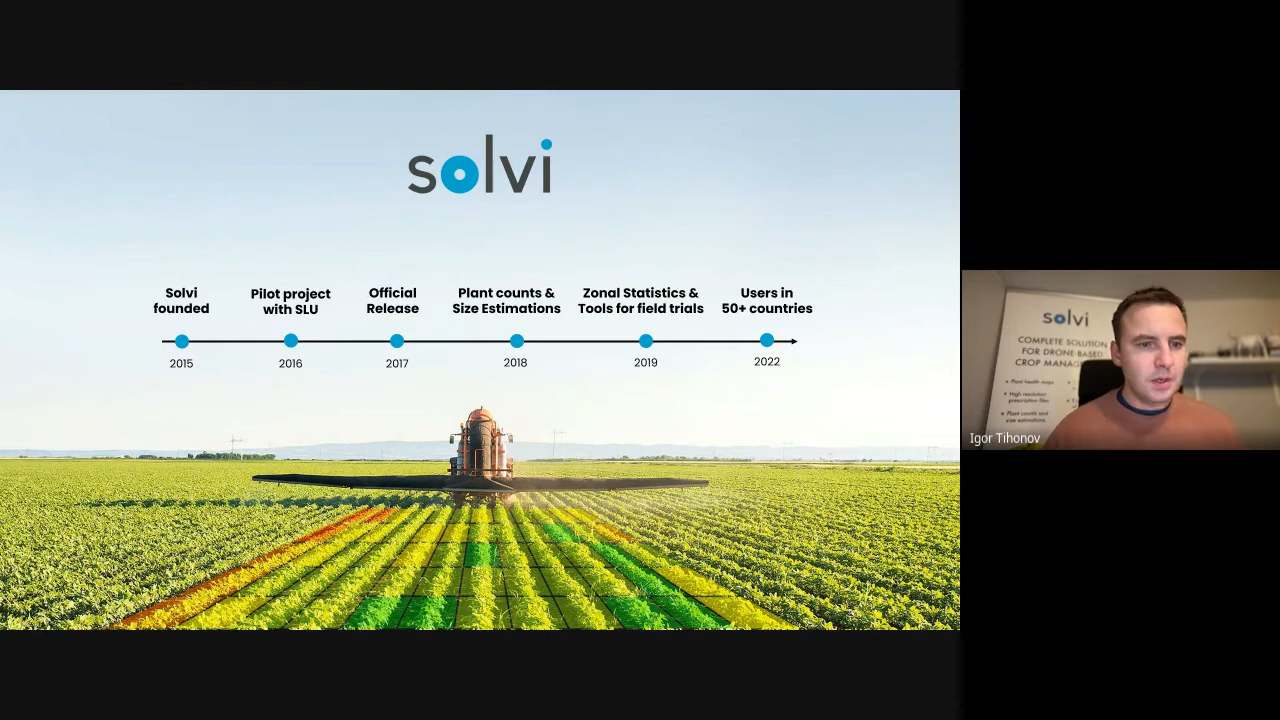 solvi
Solvi
founded
Pilot project
with SLU
Official
Release
Plant counts &
Size Estimations
Zonal Statistics &
Tools for field trials
Users in
50+ countries
2015
2016
2017
2018
2019
2022
solvi
COMPLETE SOLUTION
FOR DRONE-BASED
CROP MANAG
Plant health maps
High resolution
prescription files
Plant counts and
size estimations
Igor Tihonov